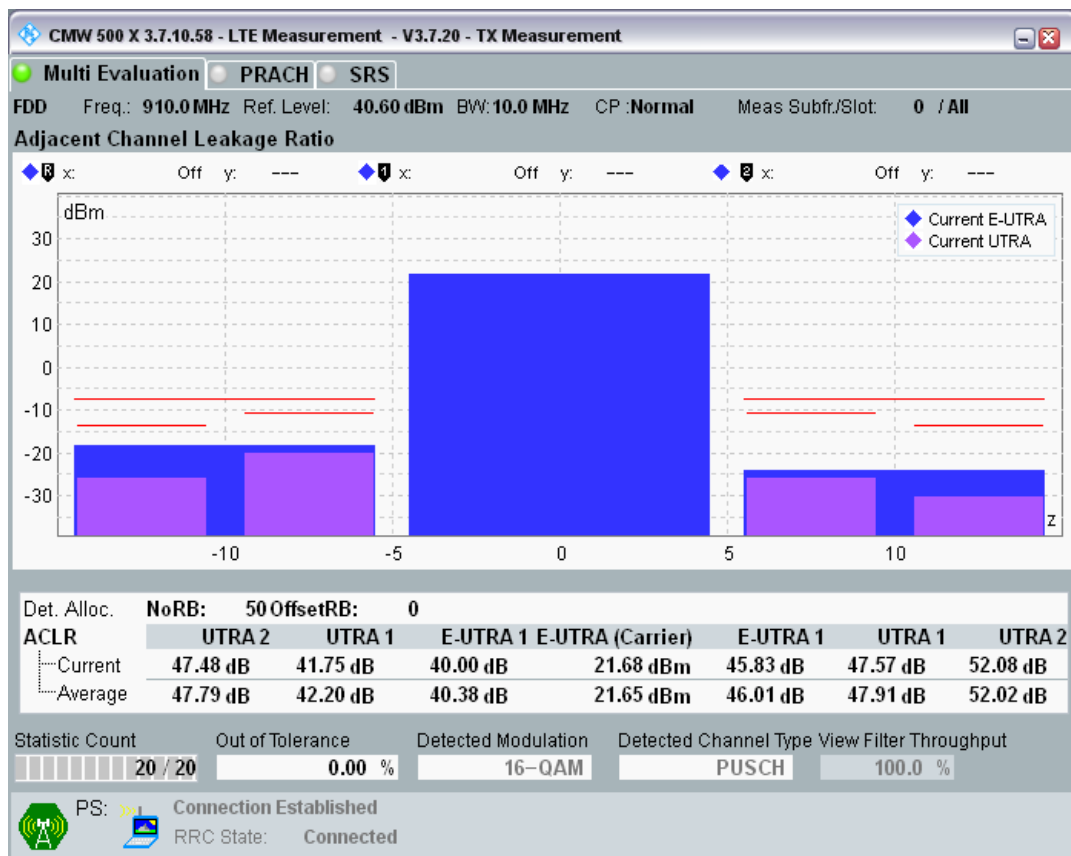 CMW 500 X 3.7.10.58 - LTE Measurement - V3.7.20 - TX Measurement
Multi Evaluation PRACH SRS
FDD Freq.: 910.0 MHz Ref. Level: 40.60 dBm BW: 10.0 MHz CP :Normal Meas Subfr./Slot: 0 / All
Adjacent Channel Leakage Ratio
R x: Off y: --- 1 x: Off y: --- 2 x: Off y: ---
dBm
Current E-UTRA
Current UTRA
30
20
10
0
-10
-20
-30
z
-10 -5 0 5 10
Det. Alloc. NoRB: 50 OffsetRB: 0
ACLR UTRA 2 UTRA 1 E-UTRA 1 E-UTRA (Carrier) E-UTRA 1 UTRA 1 UTRA 2
Current 47.48 dB 41.75 dB 40.00 dB 21.68 dBm 45.83 dB 47.57 dB 52.08 dB
Average 47.79 dB 42.20 dB 40.38 dB 21.65 dBm 46.01 dB 47.91 dB 52.02 dB
Statistic Count Out of Tolerance Detected Modulation Detected Channel Type View Filter Throughput
20 / 20 0.00 % 16-QAM PUSCH 100.0 %
PS: Connection Established
RRC State: Connected